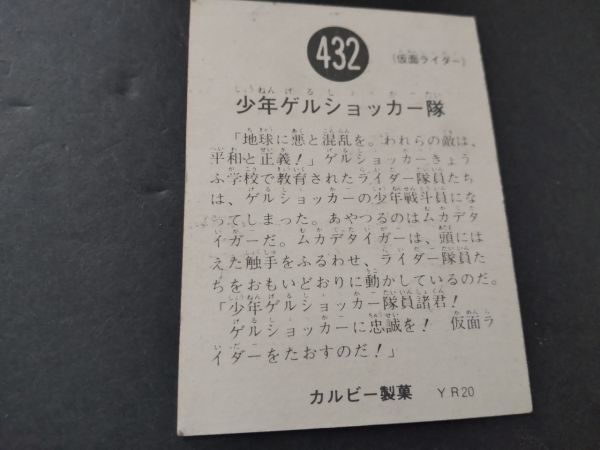 432
（仮面ライダー）
少年ゲルショッカー隊
「地球に悪と混乱を。われらの敵は、
平和と正義！」ゲルショッカーきょう
ふ学校で教育されたライダー隊員たち
は、ゲルショッカーの少年戦斗員にな
ってしまった。あやつるのはムカデタ
イガーだ。ムカデタイガーは、頭には
えた触手をふるわせ、ライダー隊員た
ちをおもいどおりに動かしているのだ。
「少年ゲルショッカー隊員諸君！
ゲルショッカーに忠誠を！　仮面ラ
イダーをたおすのだ！」
カルビー製菓　ＹＲ20